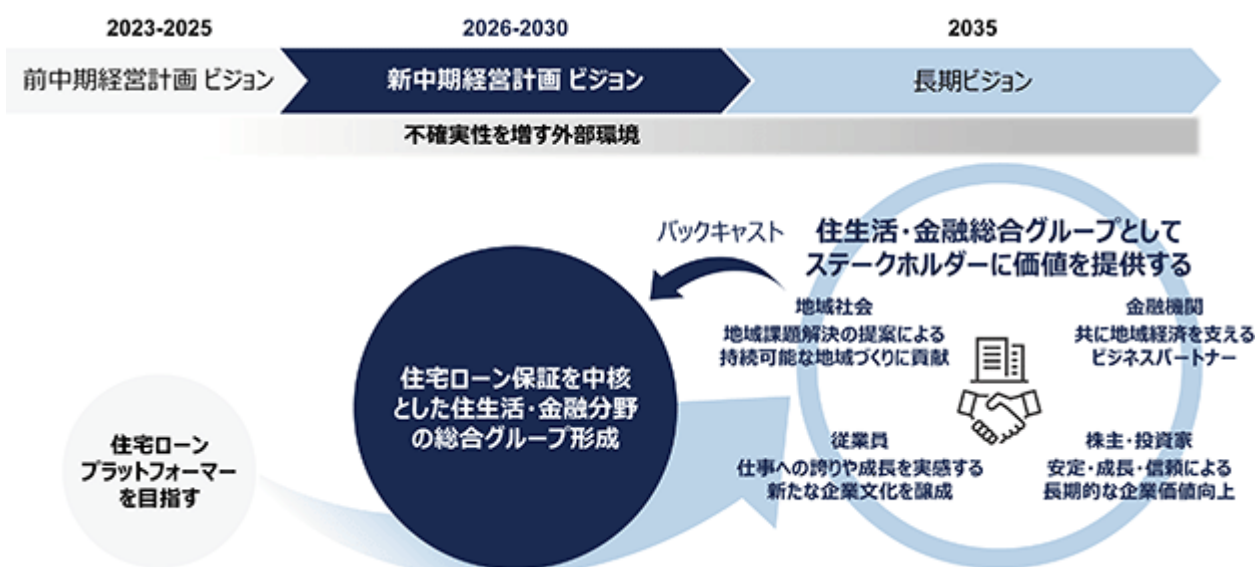 2023-2025
2026-2030
2035
前中期経営計画 ビジョン
新中期経営計画 ビジョン
長期ビジョン
不確実性を増す外部環境
バックキャスト
住生活・金融総合グループとして
ステークホルダーに価値を提供する
地域社会
地域課題解決の提案による
持続可能な地域づくりに貢献
金融機関
共に地域経済を支える
ビジネスパートナー
住宅ローン保証を中核
とした住生活・金融分野
の総合グループ形成
住宅ローン
プラットフォーマー
を目指す
従業員
仕事への誇りや成長を実感する
新たな企業文化を醸成
株主・投資家
安定・成長・信頼による
長期的な企業価値向上